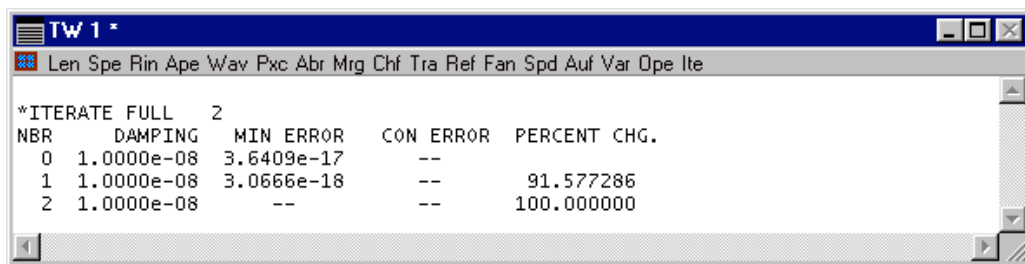 TW 1 *
Len Spe Rin Ape Wav Pxc Abr Mrg Chf Tra Ref Fan Spd Auf Var Ope Ite
*ITERATE FULL   2
NBR      DAMPING   MIN ERROR    CON ERROR  PERCENT CHG.
0  1.0000e-08  3.6409e-17      --
1  1.0000e-08  3.0666e-18      --        91.577286
2  1.0000e-08      --          --       100.000000